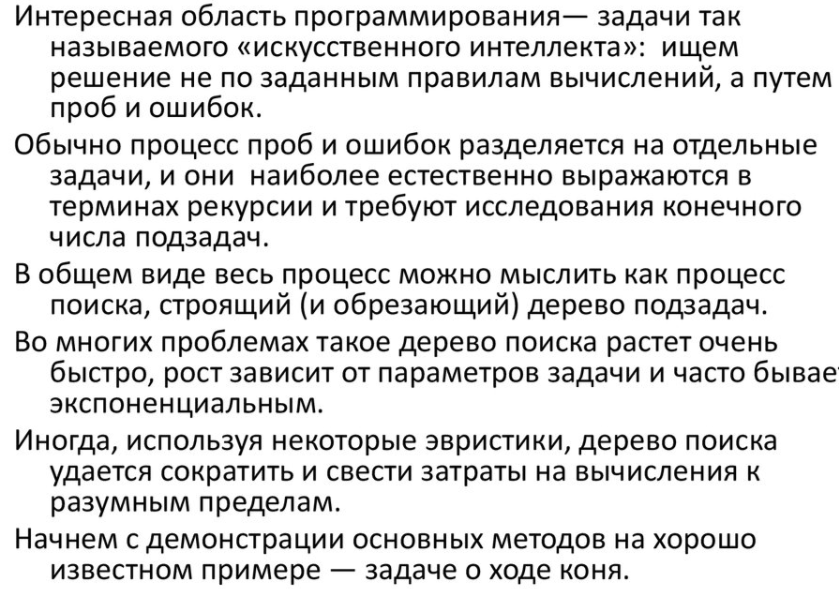 Интересная область программирования— задачи так
называемого «искусственного интеллекта»: ищем
решение не по заданным правилам вычислений, а путем
проб и ошибок.
Обычно процесс проб и ошибок разделяется на отдельные
задачи, и они наиболее естественно выражаются в
терминах рекурсии и требуют исследования конечного
числа подзадач.
В общем виде весь процесс можно мыслить как процесс
поиска, строящий (и обрезающий) дерево подзадач.
Во многих проблемах такое дерево поиска растет очень
быстро, рост зависит от параметров задачи и часто бывает
экспоненциальным.
Иногда, используя некоторые эвристики, дерево поиска
удается сократить и свести затраты на вычисления к
разумным пределам.
Начнем с демонстрации основных методов на хорошо
известном примере — задаче о ходе коня.